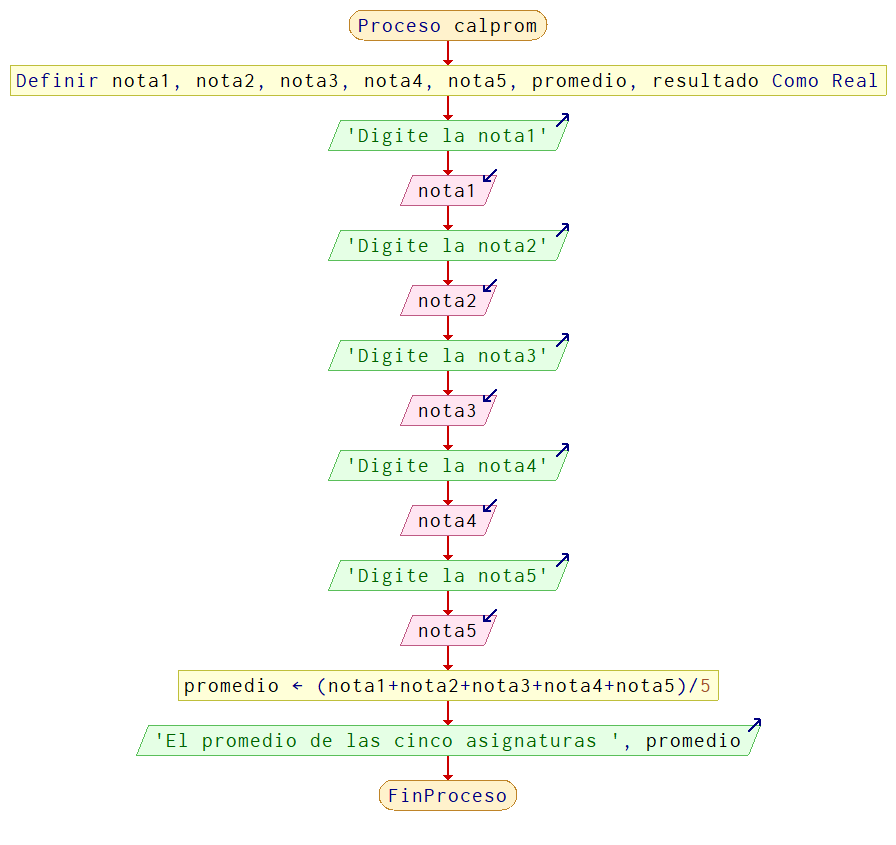 Proceso calprom
Definir nota1, nota2, nota3, nota4, nota5, promedio, resultado Como Real
'Digite la nota1'
nota1
'Digite la nota2'
nota2
'Digite la nota3'
nota3
'Digite la nota4'
nota4
'Digite la nota5'
nota5
promedio ← (nota1+nota2+nota3+nota4+nota5)/5
'El promedio de las cinco asignaturas ', promedio
FinProceso